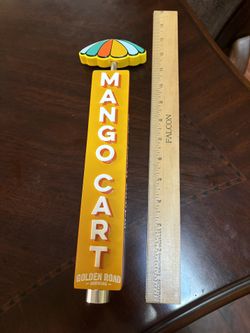 MANGO CART
GOLDEN ROAD
BREWING
FALCON